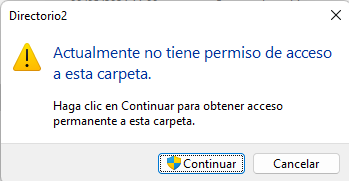 Directorio2
Actualmente no tiene permiso de acceso
a esta carpeta.
Haga clic en Continuar para obtener acceso
permanente a esta carpeta.
Continuar
Cancelar